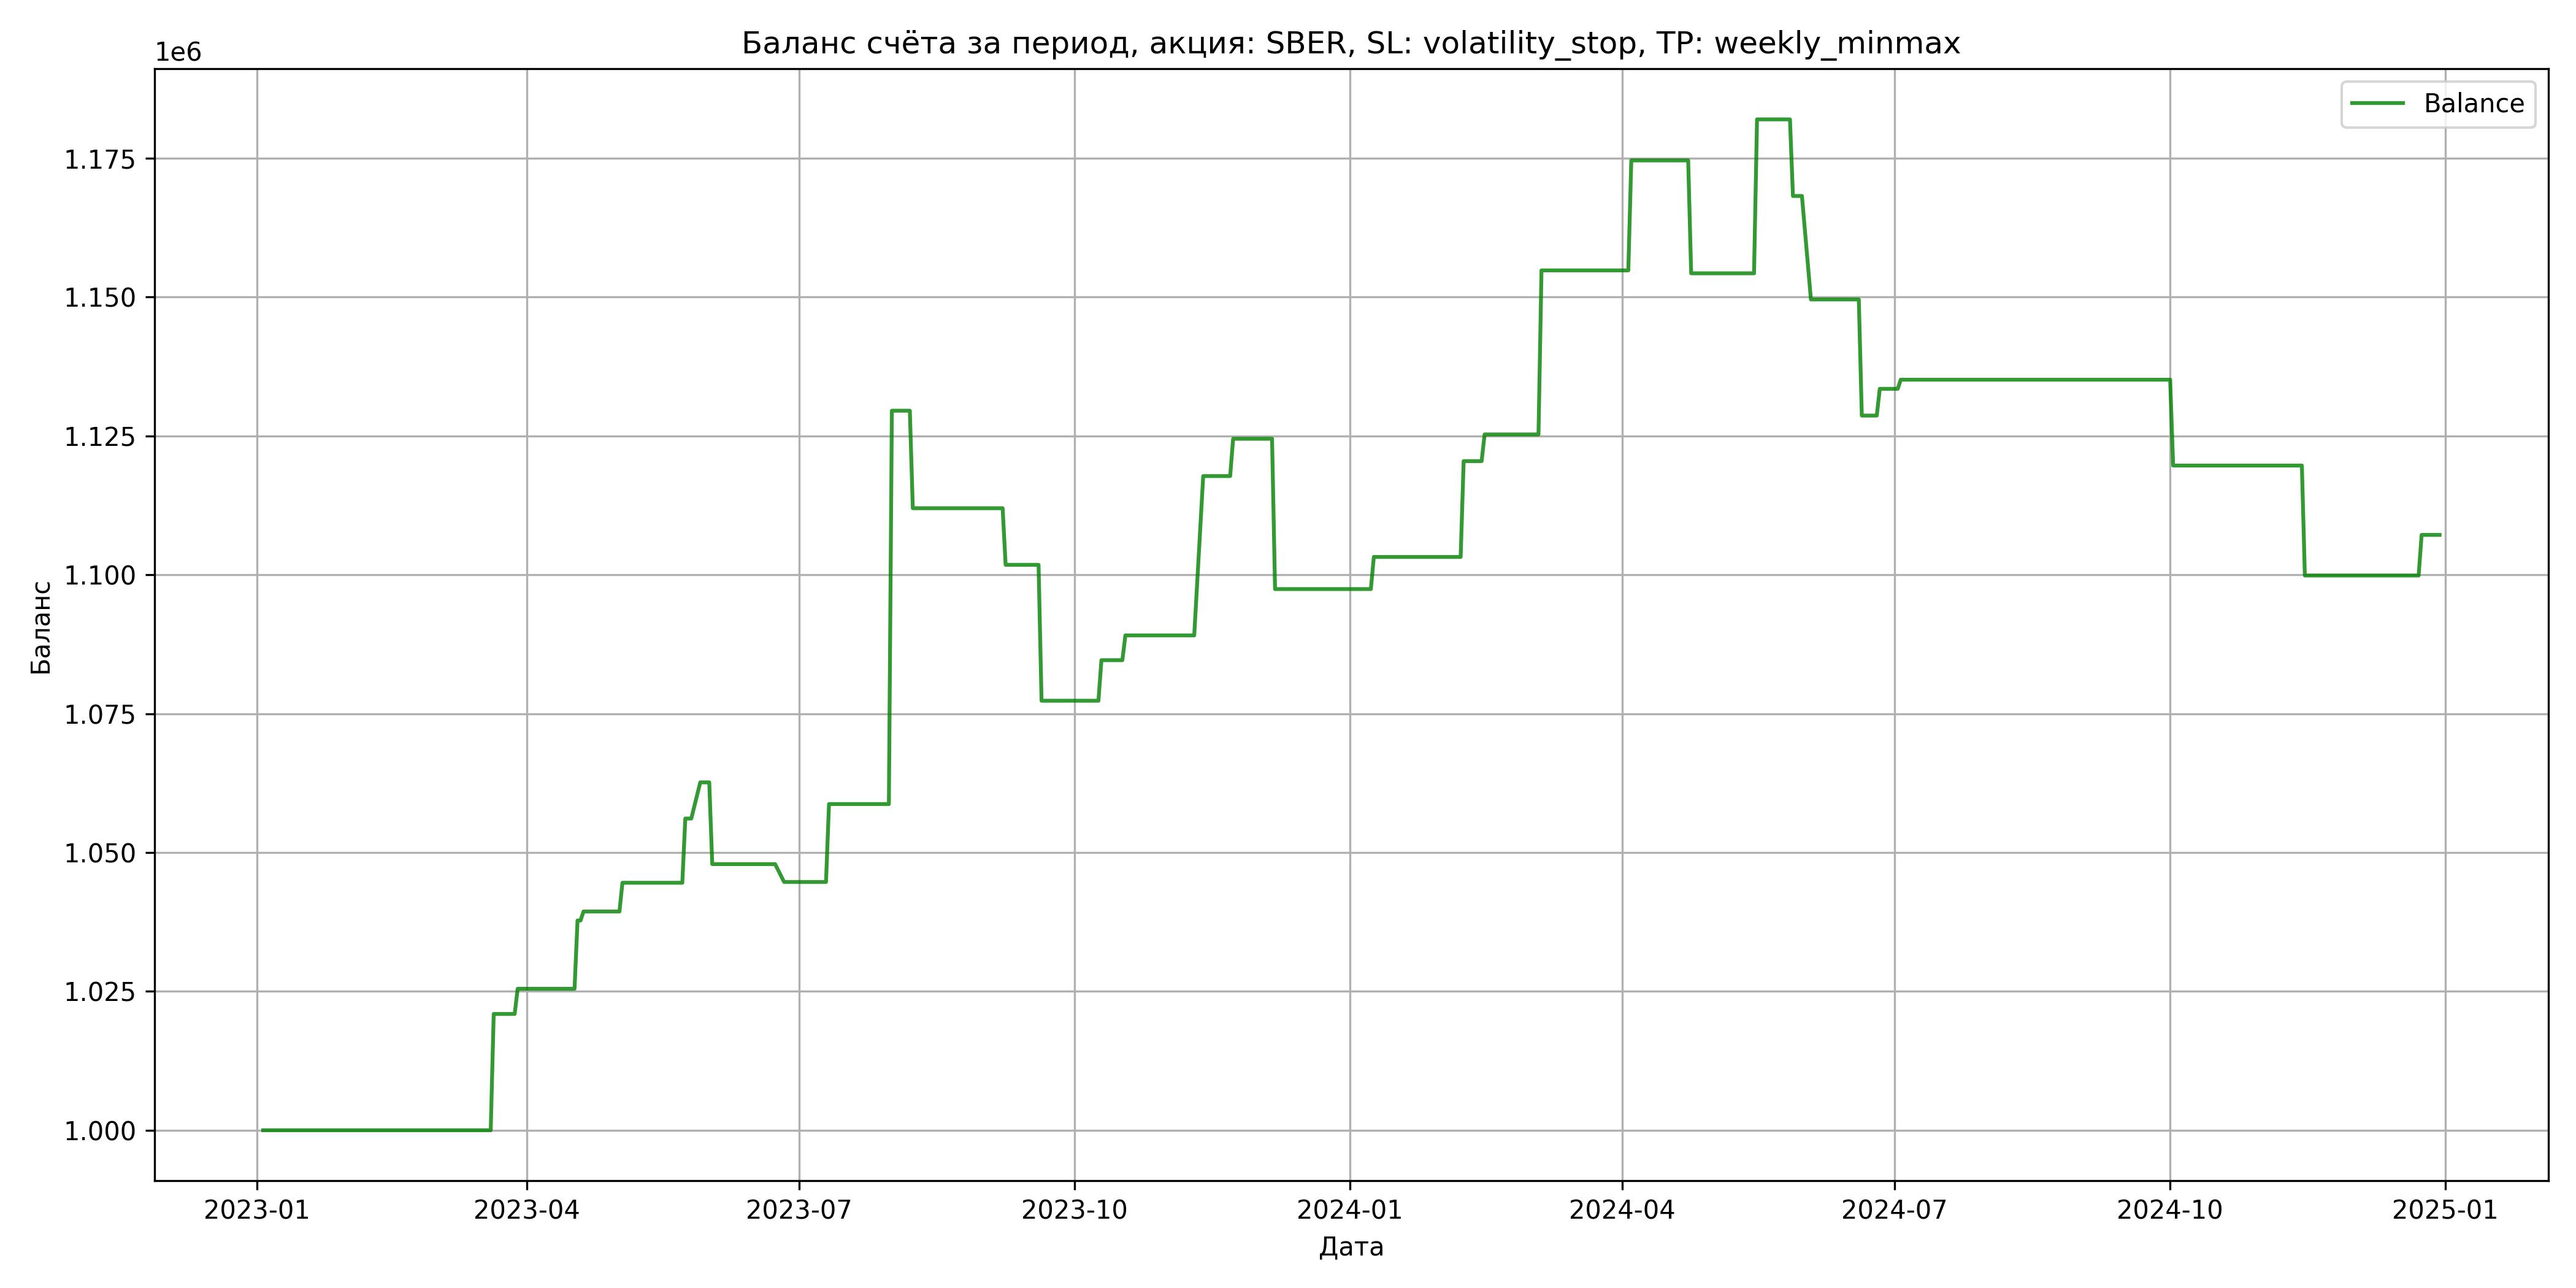 Баланс счёта за период, акция: SBER, SL: volatility_stop, TP: weekly_minmax
1e6
Balance
1.175
1.150
1.125
1.100
1.075
1.050
1.025
1.000
Баланс
2023-01 2023-04 2023-07 2023-10 2024-01 2024-04 2024-07 2024-10 2025-01
Дата